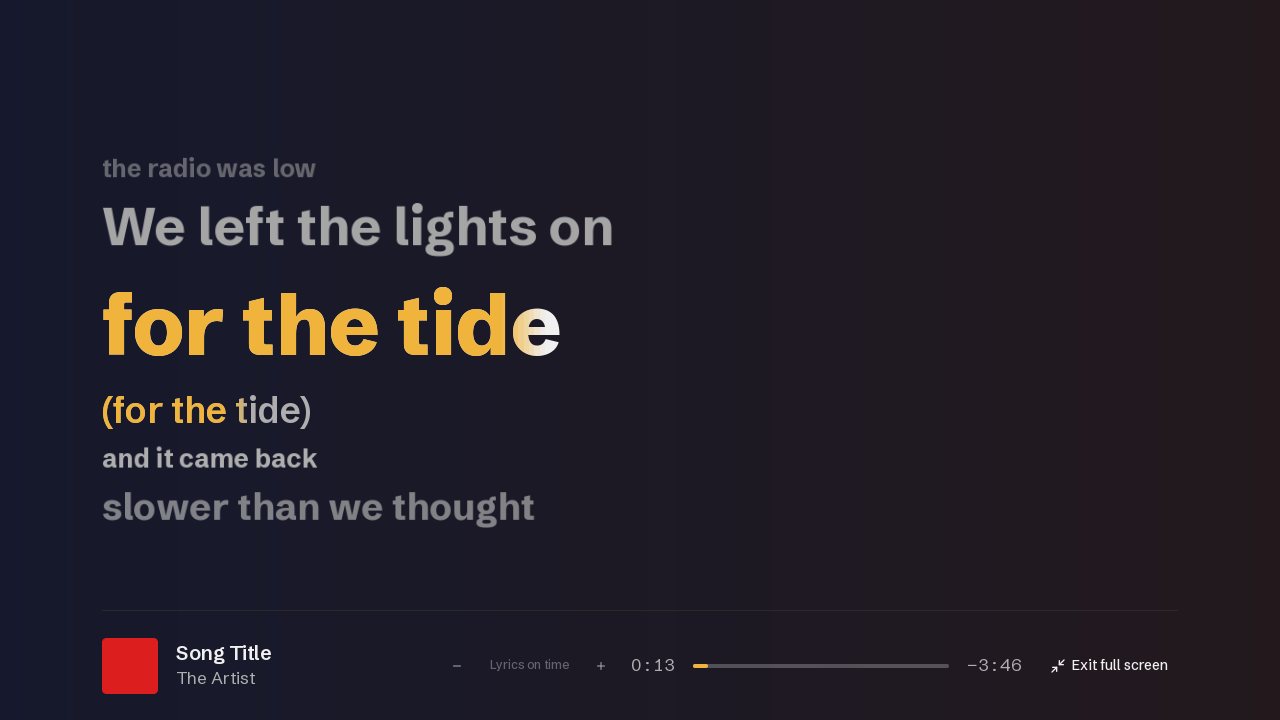 the radio was low
We left the lights on
for the tide
(for the tide)
and it came back
slower than we thought
Song Title
The Artist
− Lyrics on time + 0:13 −3:46 Exit full screen